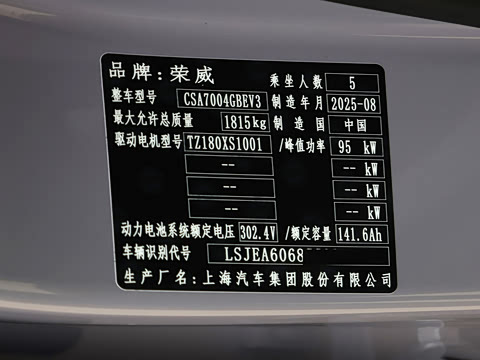 品牌:荣威 乘坐人数 5
整车型号 CSA7004GBEV3 制造年月 2025-08
最大允许总质量 1815kg 制造国 中国
驱动电机型号 TZ180XS1001 /峰值功率 95 kW
-- -- kW
-- -- kW
-- -- kW
动力电池系统额定电压 302.4V /额定容量 141.6Ah
车辆识别代号 LSJEA6068
生产厂名:上海汽车集团股份有限公司